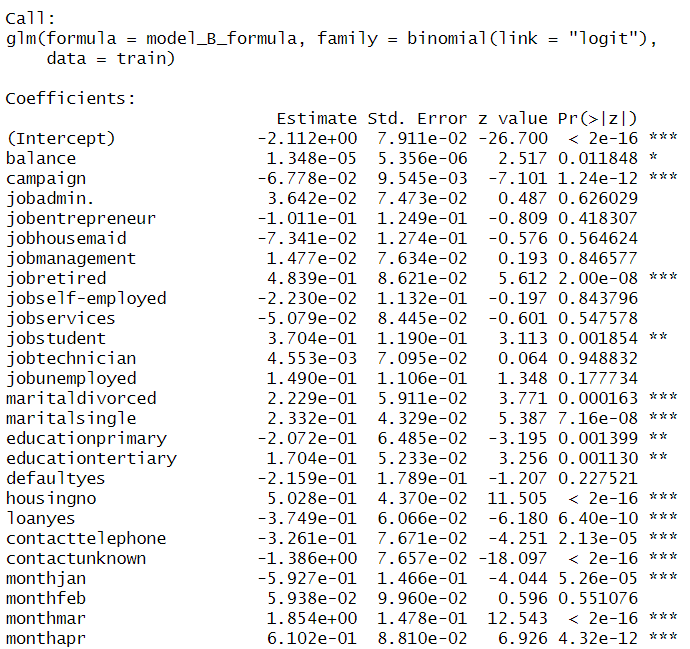 Call:
glm(formula = model_B_formula, family = binomial(link = "logit"),
    data = train)
Coefficients:
                      Estimate Std. Error z value Pr(>|z|)
(Intercept)         -2.112e+00  7.911e-02 -26.700  < 2e-16 ***
balance              1.348e-05  5.356e-06   2.517 0.011848 *
campaign            -6.778e-02  9.545e-03  -7.101 1.24e-12 ***
jobadmin.            3.642e-02  7.473e-02   0.487 0.626029
jobentrepreneur     -1.011e-01  1.249e-01  -0.809 0.418307
jobhousemaid        -7.341e-02  1.274e-01  -0.576 0.564624
jobmanagement        1.477e-02  7.634e-02   0.193 0.846577
jobretired           4.839e-01  8.621e-02   5.612 2.00e-08 ***
jobself-employed    -2.230e-02  1.132e-01  -0.197 0.843796
jobservices         -5.079e-02  8.445e-02  -0.601 0.547578
jobstudent           3.704e-01  1.190e-01   3.113 0.001854 **
jobtechnician        4.553e-03  7.095e-02   0.064 0.948832
jobunemployed        1.490e-01  1.106e-01   1.348 0.177734
maritaldivorced      2.229e-01  5.911e-02   3.771 0.000163 ***
maritalsingle        2.332e-01  4.329e-02   5.387 7.16e-08 ***
educationprimary    -2.072e-01  6.485e-02  -3.195 0.001399 **
educationtertiary    1.704e-01  5.233e-02   3.256 0.001130 **
defaultyes          -2.159e-01  1.789e-01  -1.207 0.227521
housingno            5.028e-01  4.370e-02  11.505  < 2e-16 ***
loanyes             -3.749e-01  6.066e-02  -6.180 6.40e-10 ***
contacttelephone    -3.261e-01  7.671e-02  -4.251 2.13e-05 ***
contactunknown      -1.386e+00  7.657e-02 -18.097  < 2e-16 ***
monthjan            -5.927e-01  1.466e-01  -4.044 5.26e-05 ***
monthfeb             5.938e-02  9.960e-02   0.596 0.551076
monthmar             1.854e+00  1.478e-01  12.543  < 2e-16 ***
monthapr             6.102e-01  8.810e-02   6.926 4.32e-12 ***